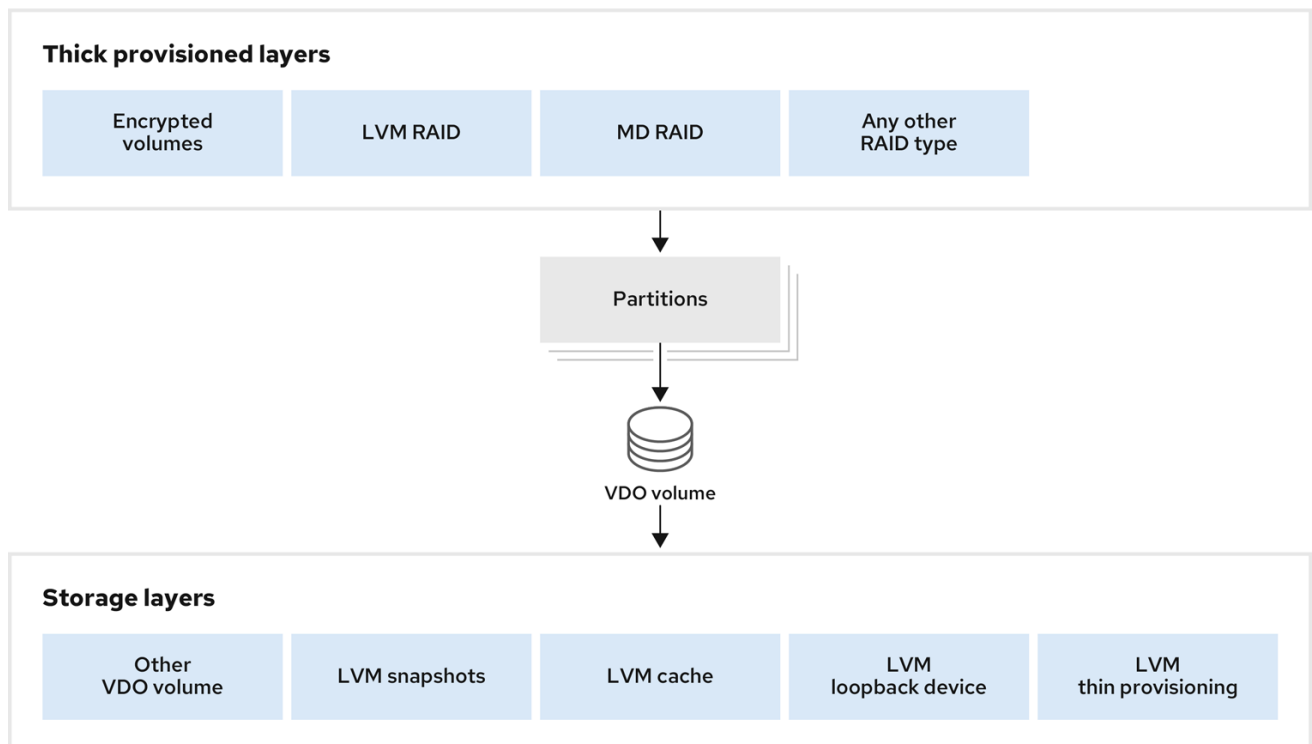 Thick provisioned layers
Encrypted
volumes
LVM RAID
MD RAID
Any other
RAID type
Partitions
VDO volume
Storage layers
Other
VDO volume
LVM snapshots
LVM cache
LVM
loopback device
LVM
thin provisioning